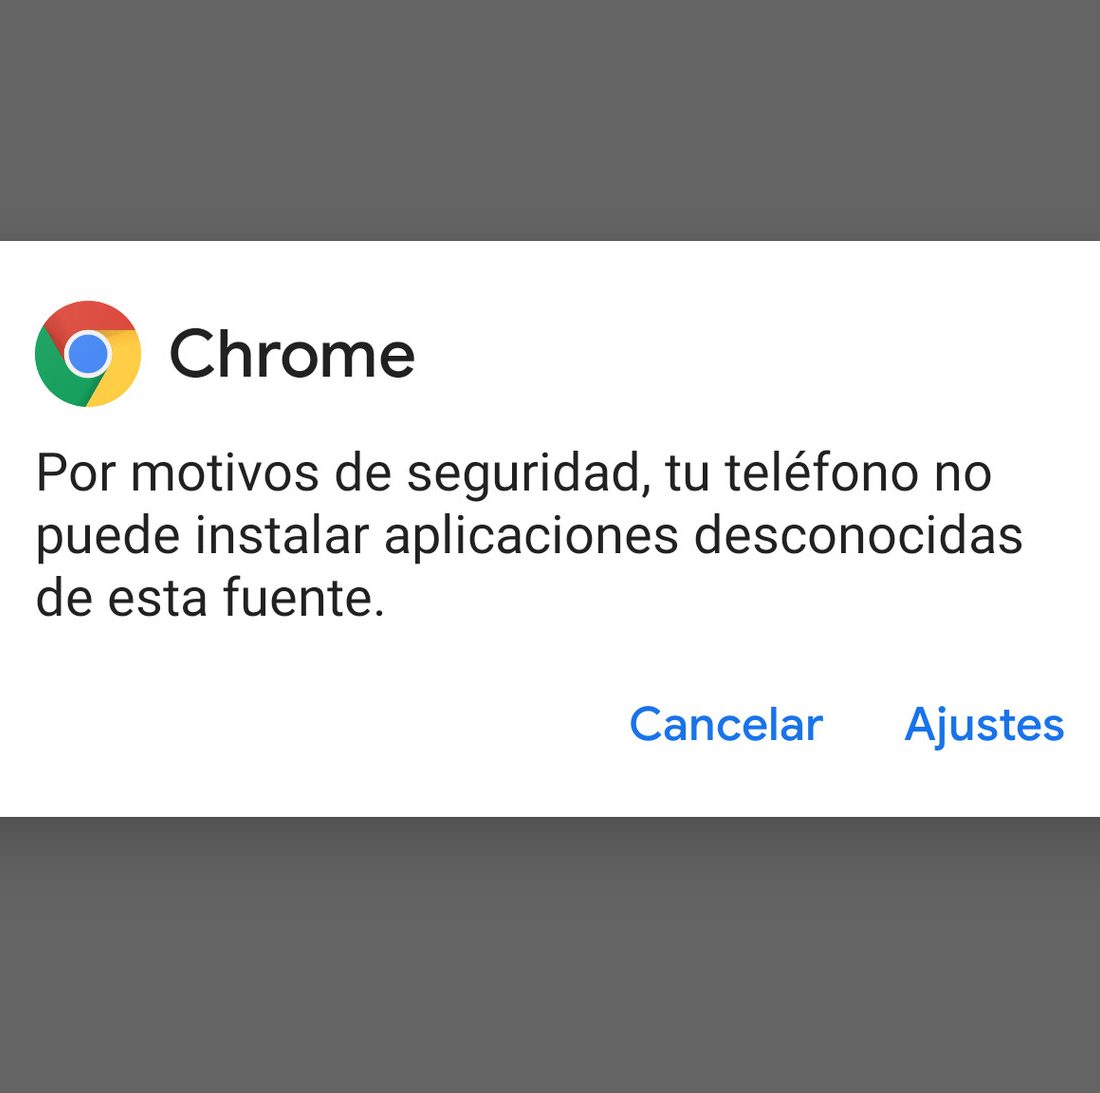 Chrome
Por motivos de seguridad, tu teléfono no
puede instalar aplicaciones desconocidas
de esta fuente.
Cancelar Ajustes